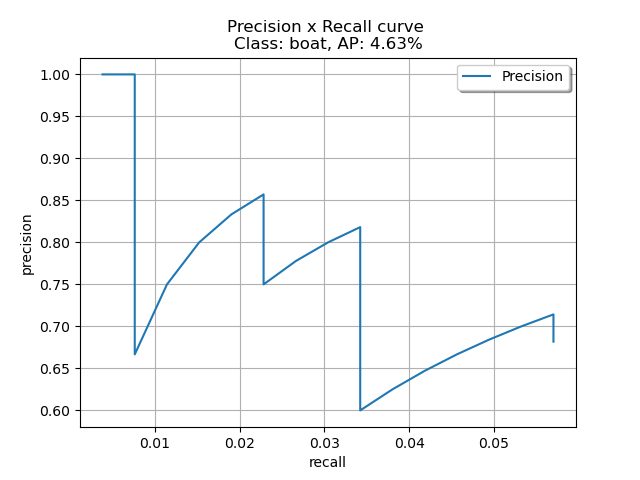 Precision x Recall curve
Class: boat, AP: 4.63%
Precision
1.00
0.95
0.90
0.85
0.80
0.75
0.70
0.65
0.60
precision
0.01 0.02 0.03 0.04 0.05
recall